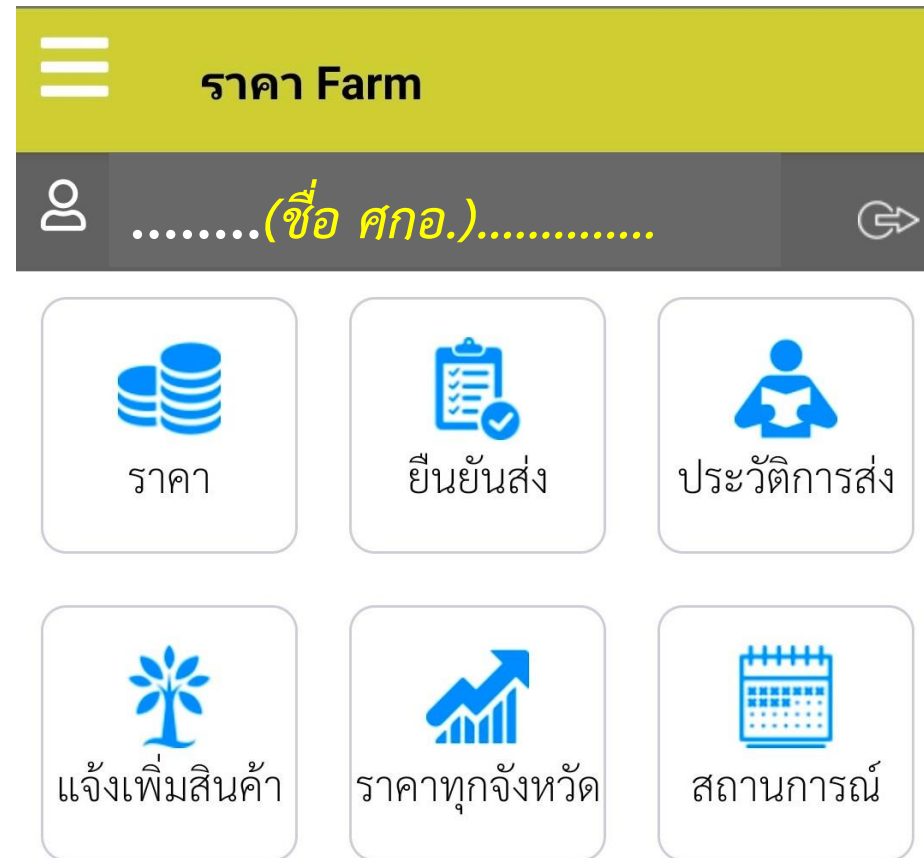 ราคา Farm
........(ชื่อ ศกอ.)..............
ราคา
ยืนยันส่ง
ประวัติการส่ง
แจ้งเพิ่มสินค้า
ราคาทุกจังหวัด
สถานการณ์